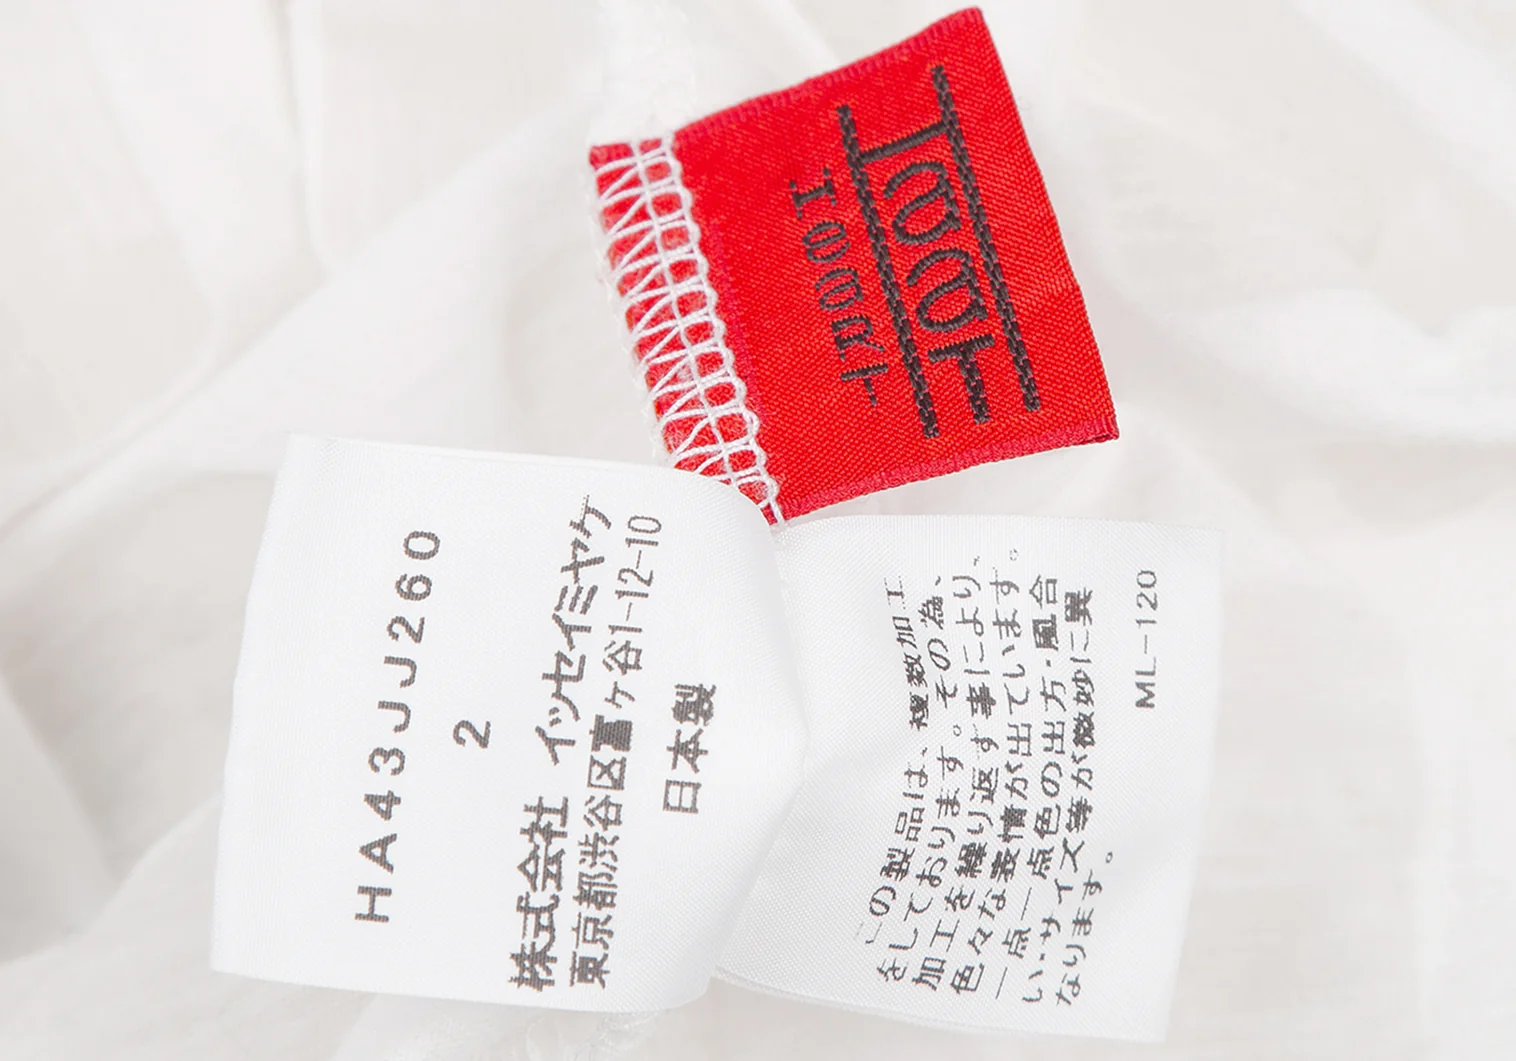 HaaT
HeaRT
HA43JJ260
2
株式会社 イッセイミヤケ
東京都渋谷区富ヶ谷1-12-10
日本製
この製品は、複数加工
をしております。その為、
加工を繰り返す事により、
色々な表情が出ています。
一点一点色の出方・風合
い・サイズ等が微妙に異
なります。
ML-120